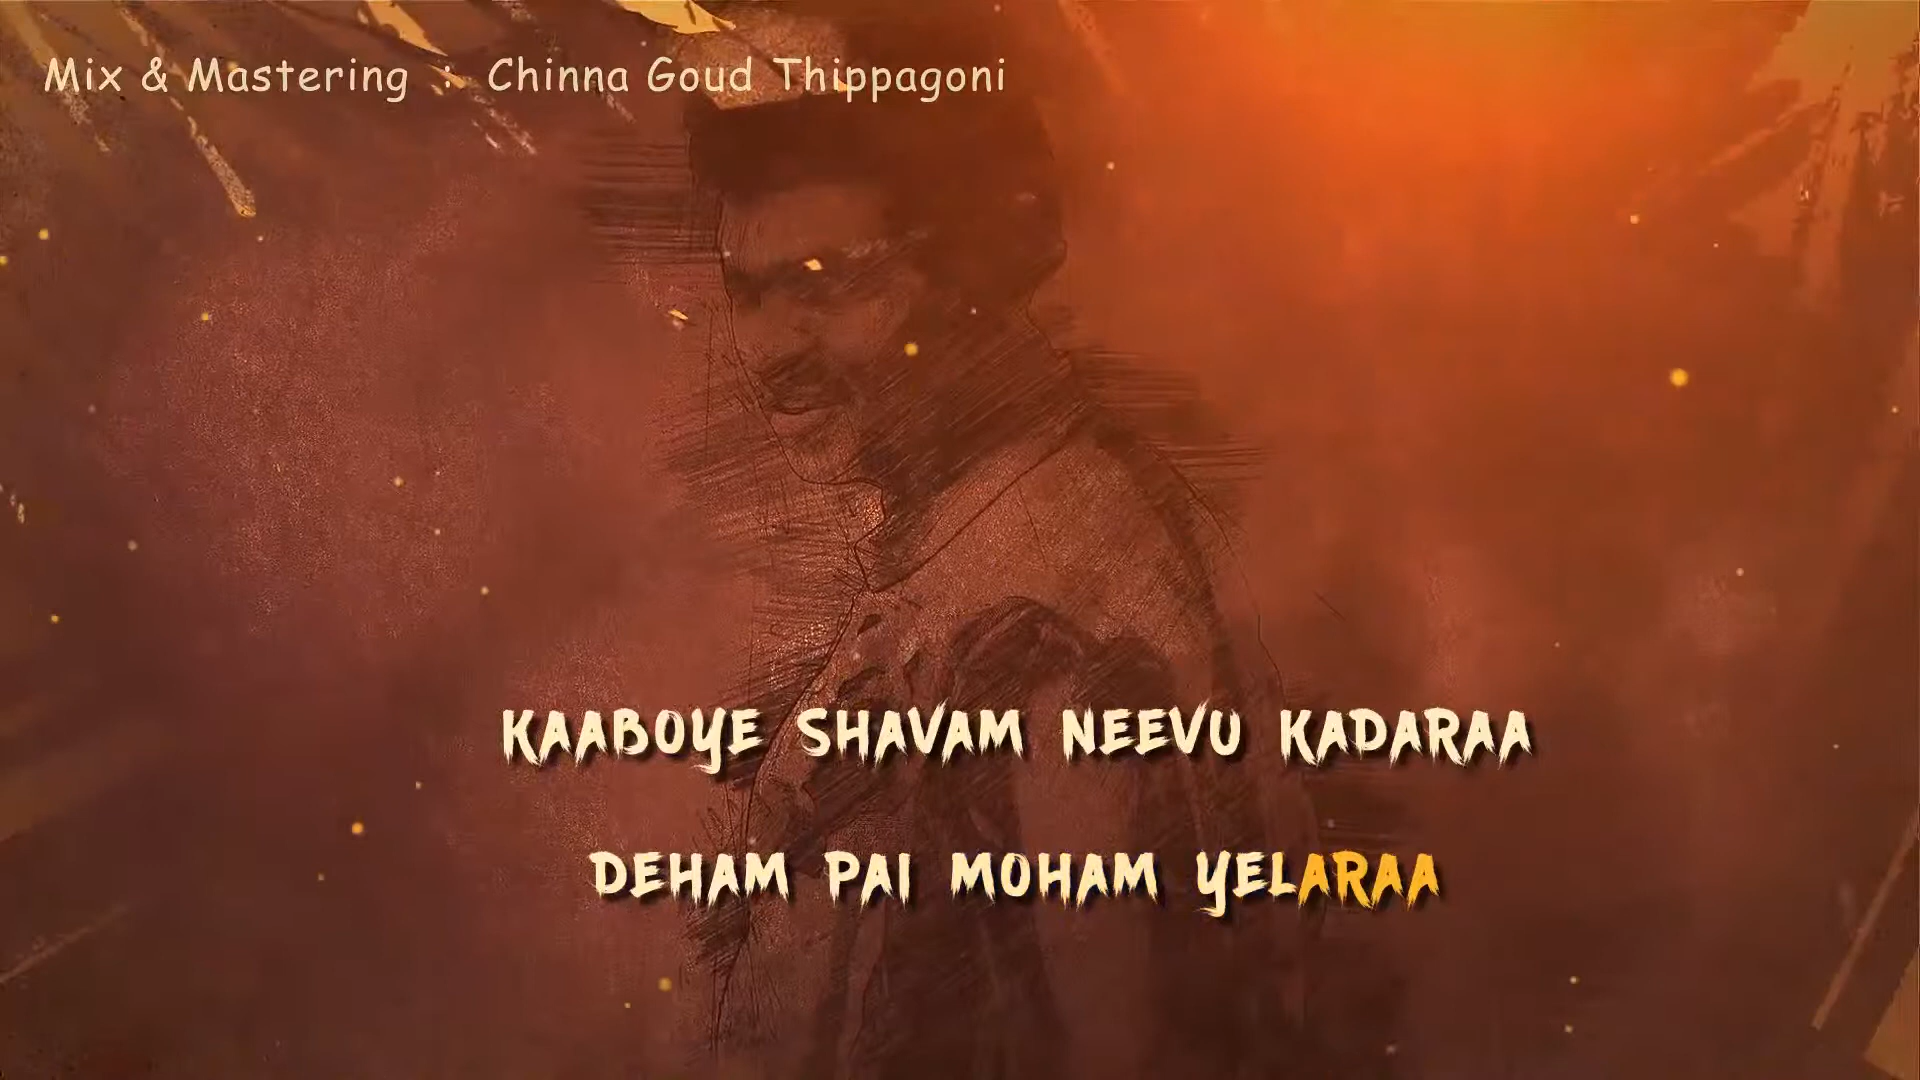 Mix & Mastering : Chinna Goud Thippagoni
KAABOYE SHAVAM NEEVU KADARAA
DEHAM PAI MOHAM YELARAA